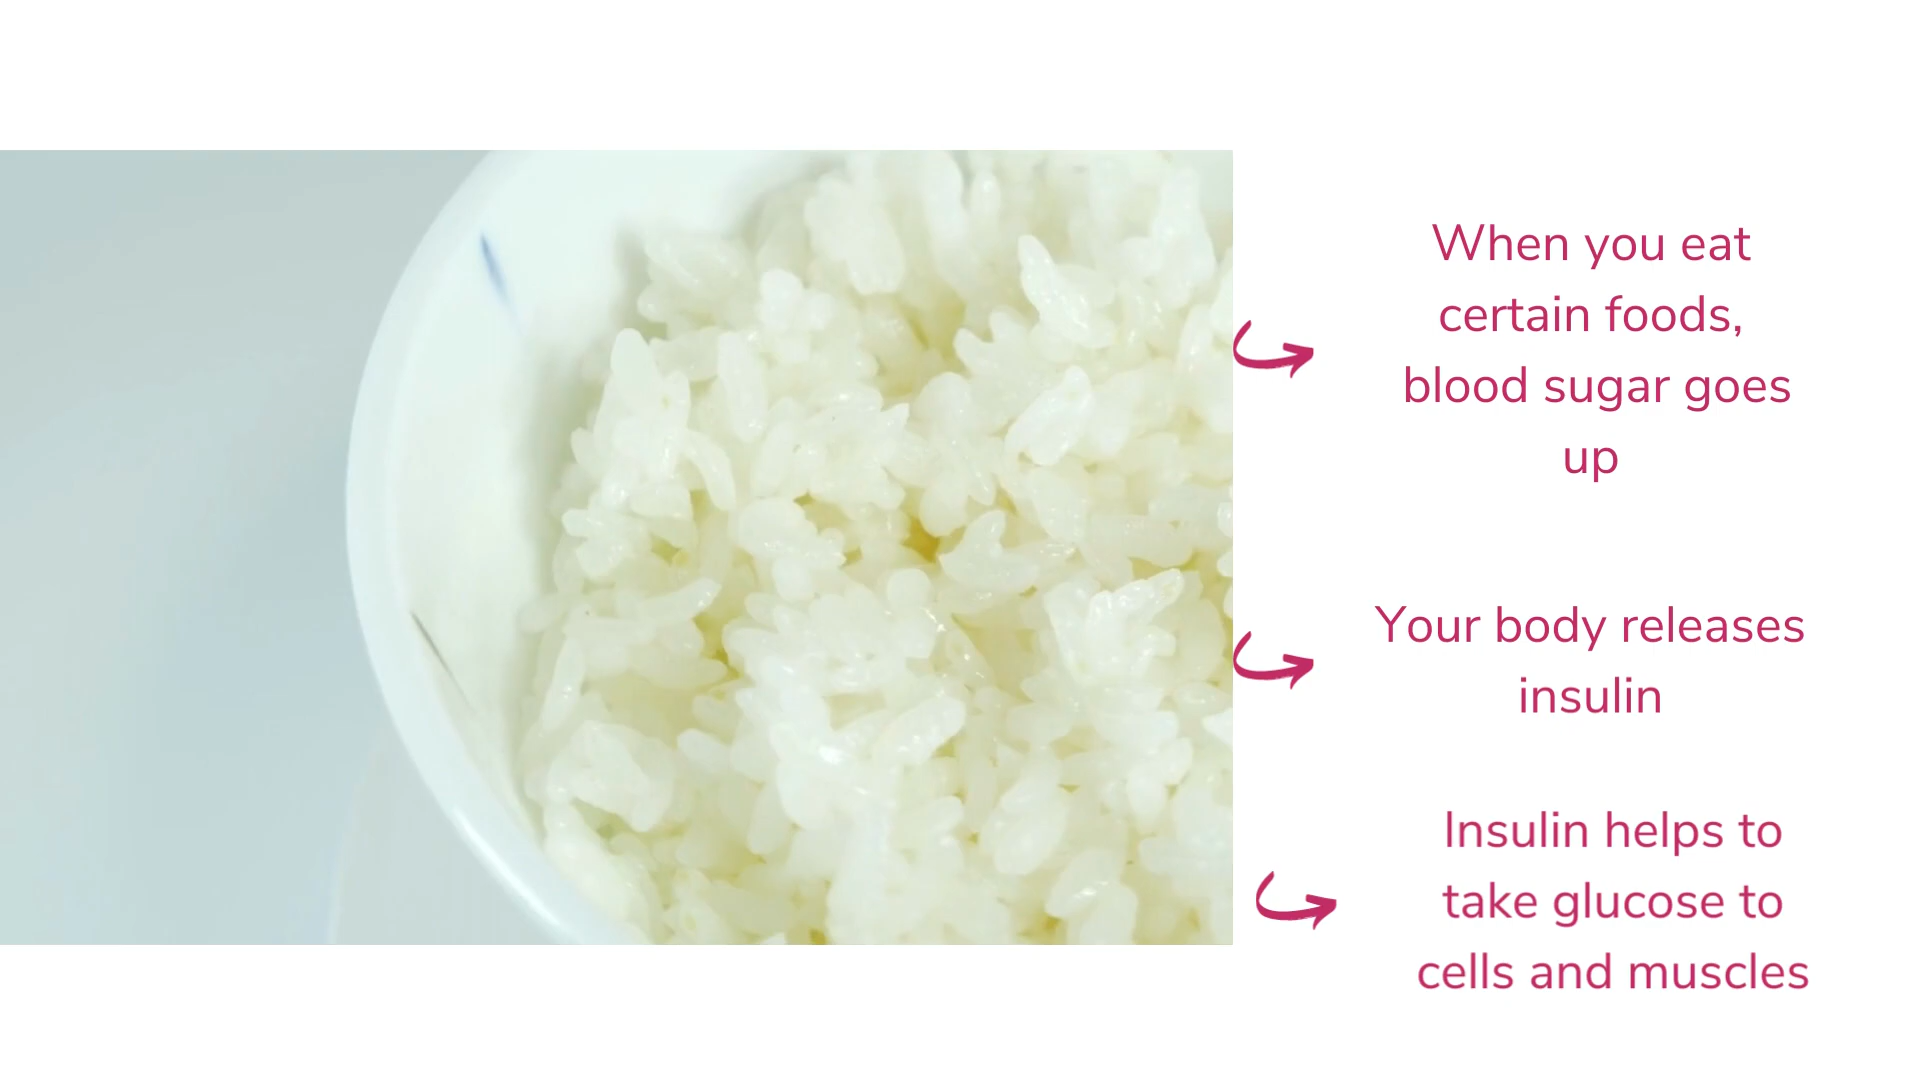 When you eat
certain foods,
blood sugar goes
up
Your body releases
insulin
Insulin helps to
take glucose to
cells and muscles